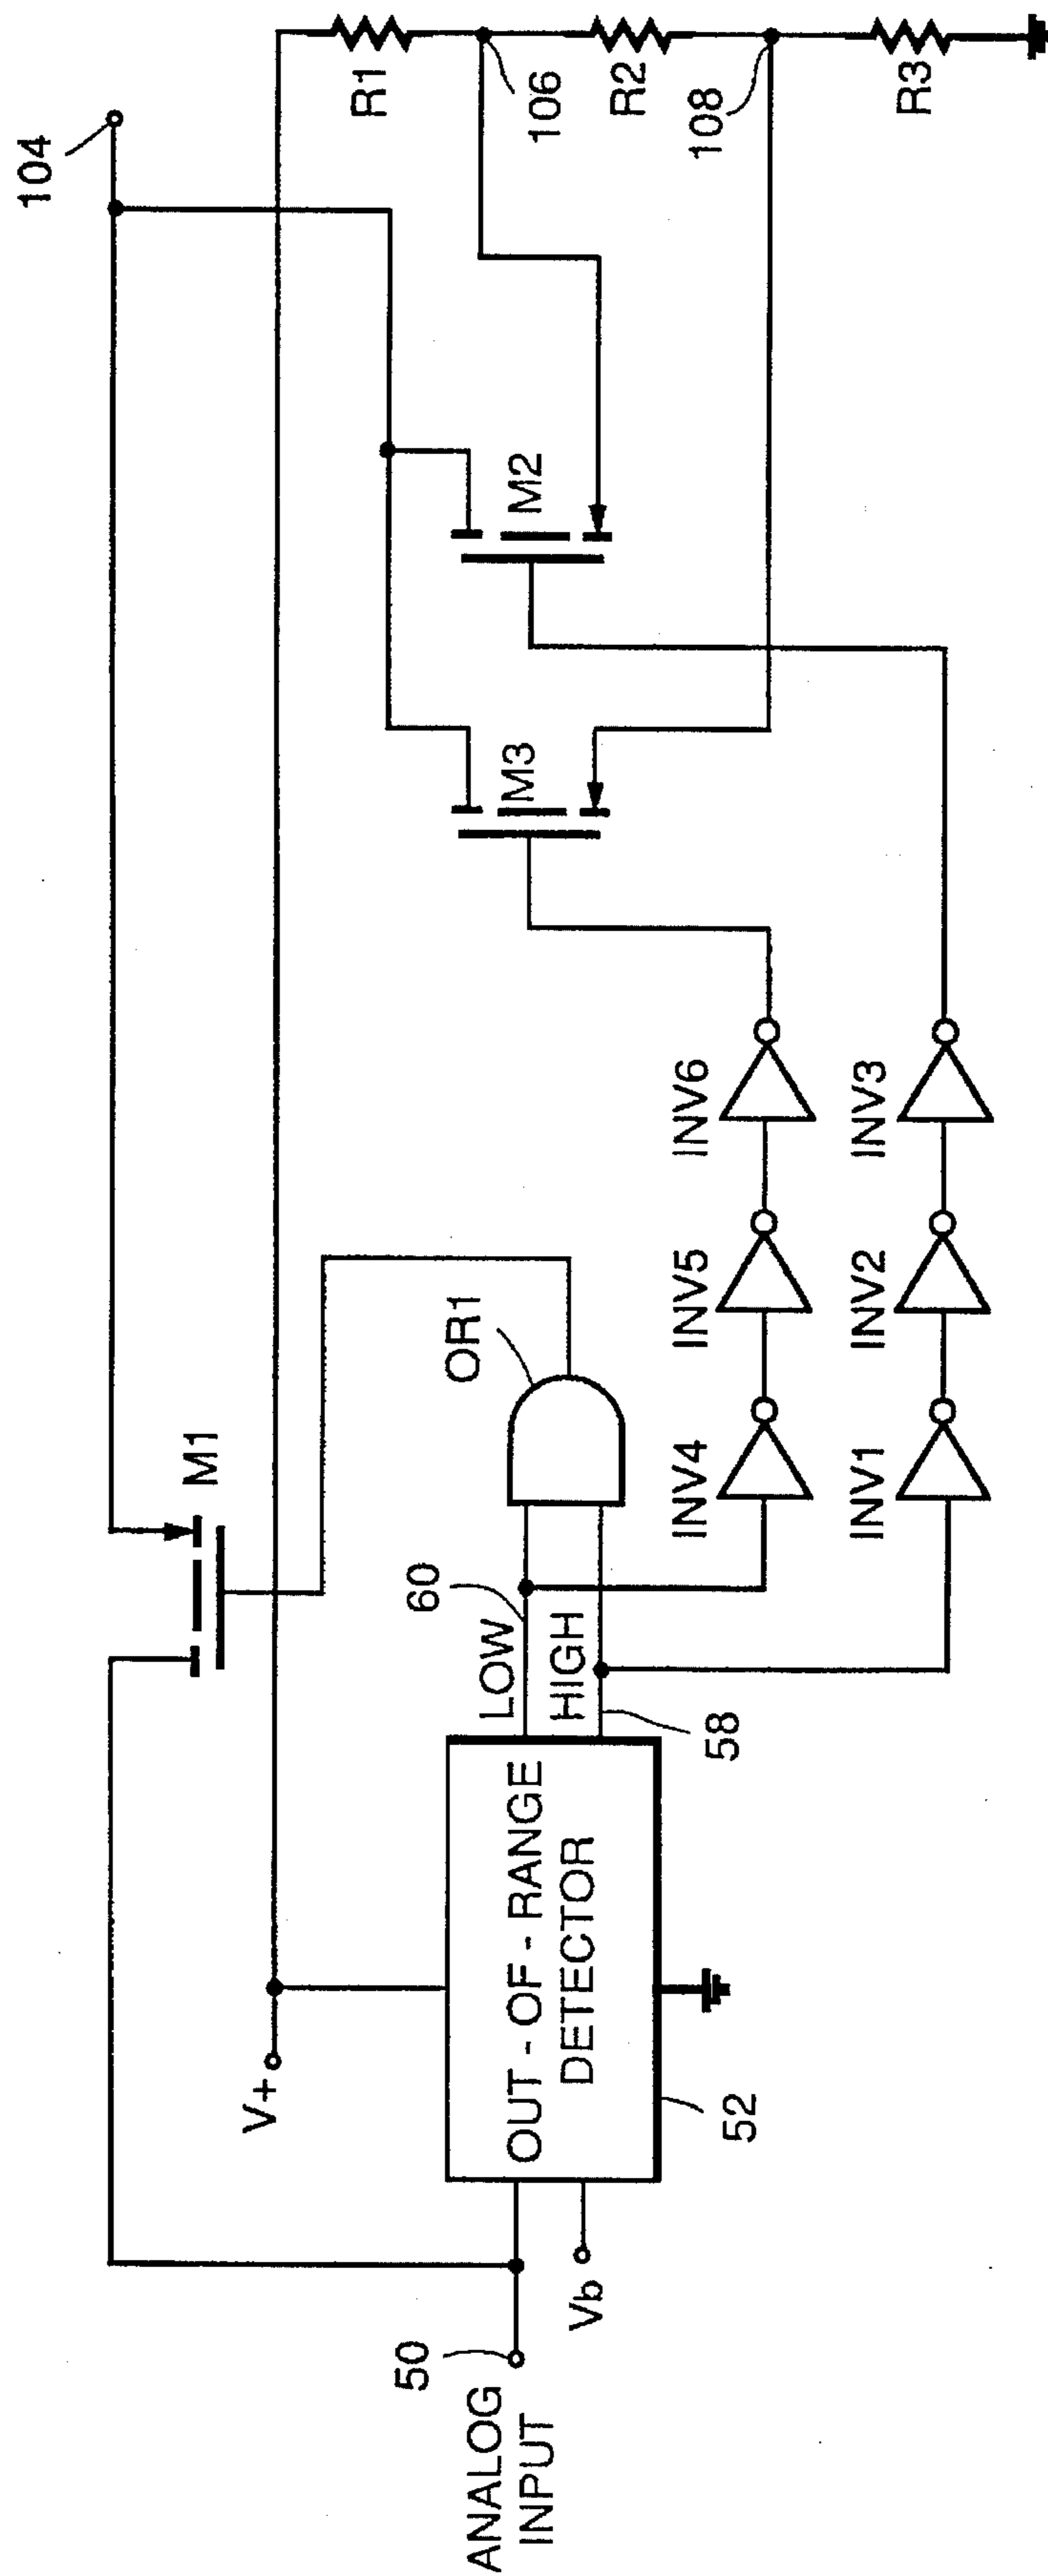 104
R1
106
R2
108
R3
M2
M3
M1
V+
OR1
INV6
INV3
INV5
INV2
INV4
INV1
60
LOW
HIGH
58
OUT-OF-RANGE
DETECTOR
52
50
ANALOG
INPUT
Vb